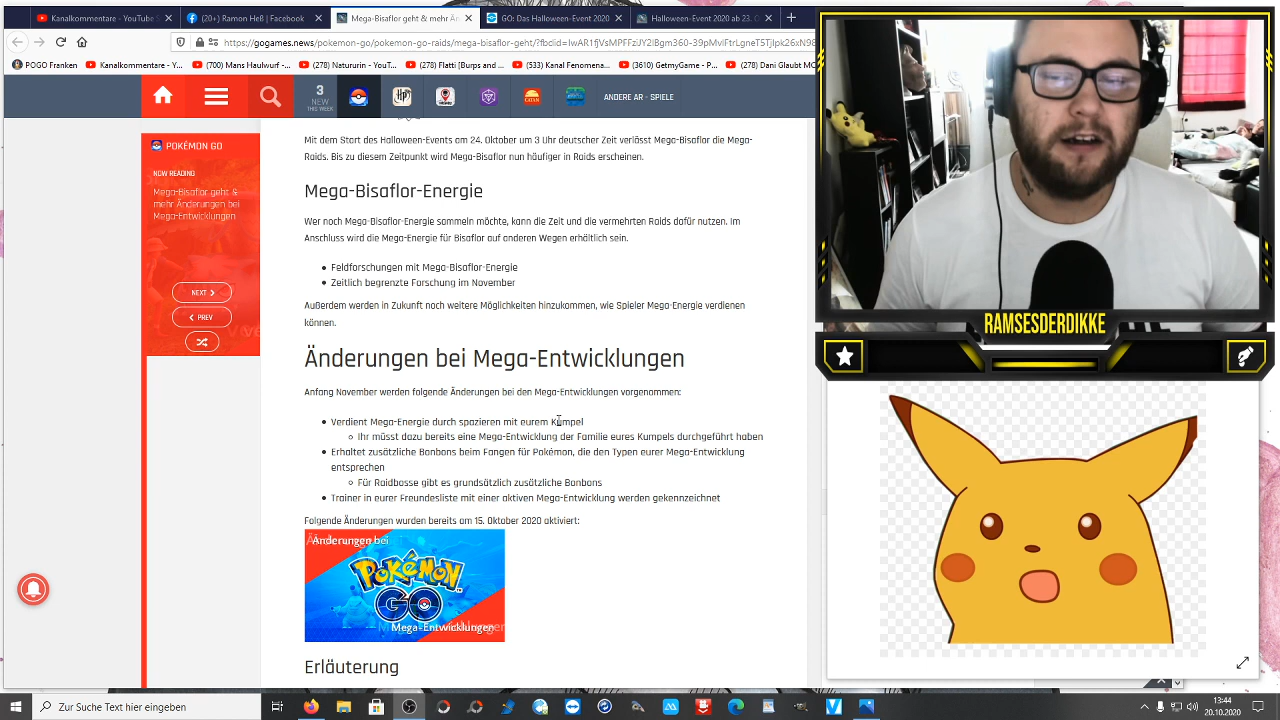 Kanalkommentare - YouTube S
(20+) Ramon Heß | Facebook
Mega-Bisaflor geht & mehr Än
GO: Das Halloween-Event 2020
Halloween-Event 2020 ab 23. O
https://gogames.news/pokemon-go/pokemon-go-raids/mega-bisaflor-geht/?fbclid=
POGO Franken
Kanalkommentare - Y...
(700) Mans Haulwurf -...
(278) Natururin - YouT...
(278) Flatti [Burps and ...
(533) Kanal Fenomena...
(3610) GetmyGame - P...
(278) Dani Glaubt MC
3
NEW
THIS WEEK
CATAN
ANDERE AR - SPIELE
POKÉMON GO
NOW READING
Mega-Bisaflor geht &
mehr Änderungen bei
Mega-Entwicklungen
NEXT
PREV
Mit dem Start des Halloween-Events am 24. Oktober um 3 Uhr deutscher Zeit verlässt Mega-Bisaflor die Mega-
Raids. Bis zu diesem Zeitpunkt wird Mega-Bisaflor nun häufiger in Raids erscheinen.
Mega-Bisaflor-Energie
Wer noch Mega-Bisaflor-Energie sammeln möchte, kann die Zeit und die vermehrten Raids dafür nutzen. Im
Anschluss wird die Mega-Energie für Bisaflor auf anderen Wegen erhältlich sein.
Feldforschungen mit Mega-Bisaflor-Energie
Zeitlich begrenzte Forschung im November
Außerdem werden in Zukunft noch weitere Möglichkeiten hinzukommen, wie Spieler Mega-Energie verdienen
können.
Änderungen bei Mega-Entwicklungen
Anfang November werden folgende Änderungen bei den Mega-Entwicklungen vorgenommen:
Verdient Mega-Energie durch spazieren mit eurem Kumpel
Ihr müsst dazu bereits eine Mega-Entwicklung der Familie eures Kumpels durchgeführt haben
Erhaltet zusätzliche Bonbons beim Fangen für Pokémon, die den Typen eurer Mega-Entwicklung
entsprechen
Für Raidbosse gibt es grundsätzlich zusätzliche Bonbons
Trainer in eurer Freundesliste mit einer aktiven Mega-Entwicklung werden gekennzeichnet
Folgende Änderungen wurden bereits am 15. Oktober 2020 aktiviert:
Änderungen bei
POKéMON
GO
Mega-Entwicklungen
Erläuterung
RAMSESDERDIKKE
Zur Suche Text hier eingeben
13:44
20.10.2020